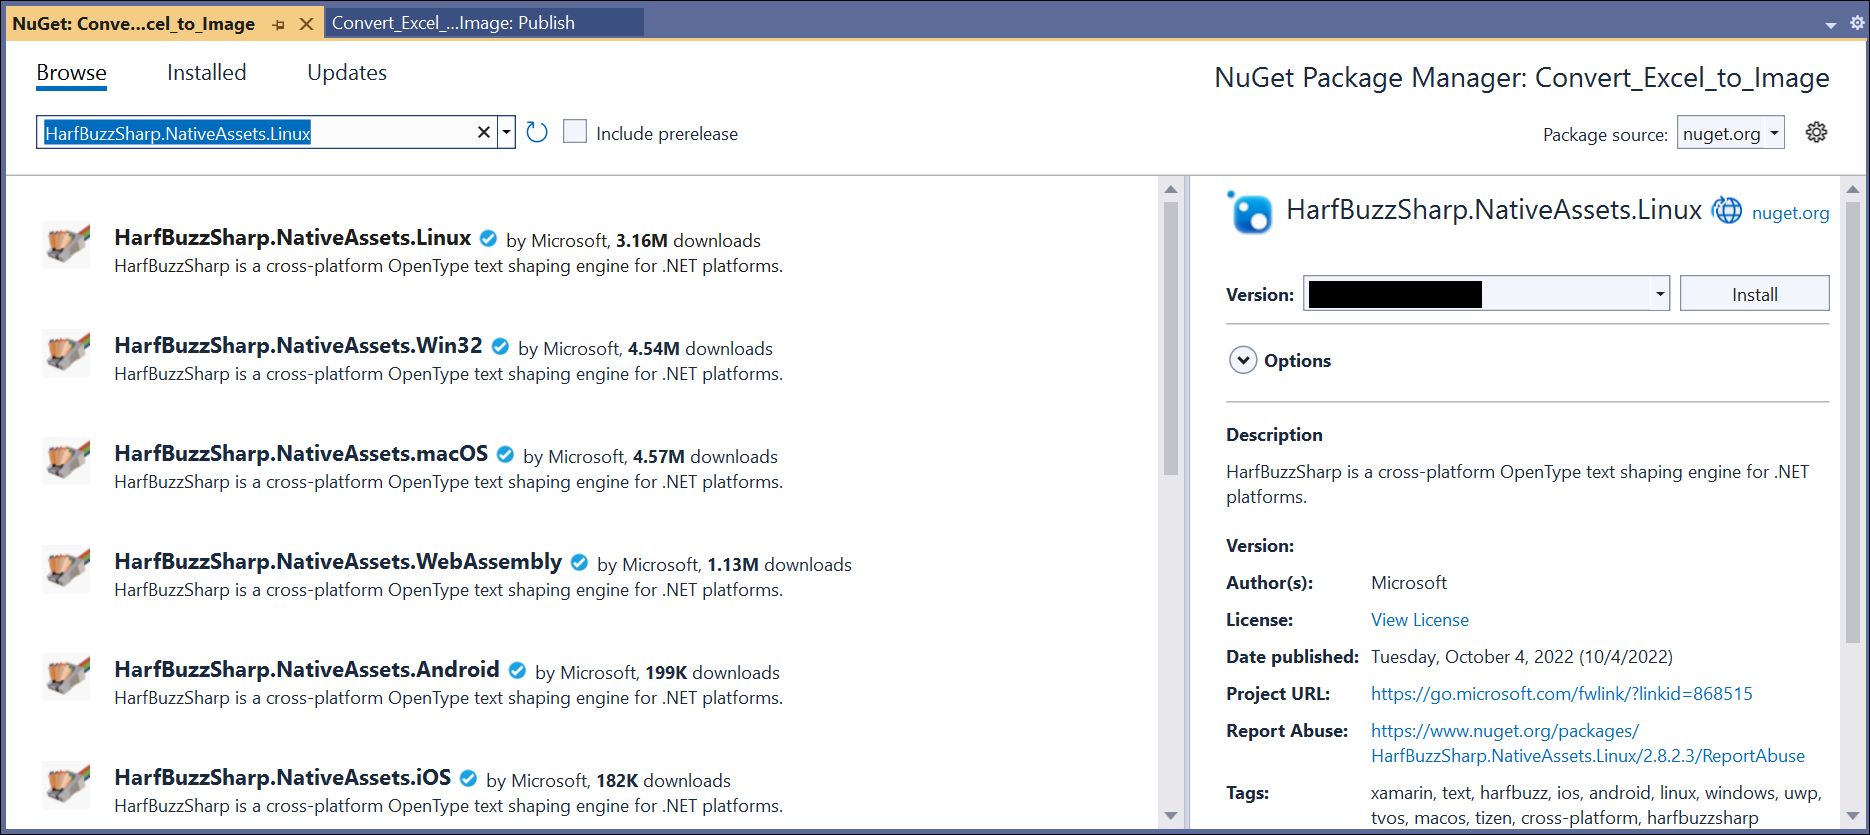 NuGet: Conve...cel_to_Image
Convert_Excel_...Image: Publish
Browse Installed Updates
NuGet Package Manager: Convert_Excel_to_Image
HarfBuzzSharp.NativeAssets.Linux
Include prerelease
Package source: nuget.org
HarfBuzzSharp.NativeAssets.Linux by Microsoft, 3.16M downloads
HarfBuzzSharp is a cross-platform OpenType text shaping engine for .NET platforms.
HarfBuzzSharp.NativeAssets.Win32 by Microsoft, 4.54M downloads
HarfBuzzSharp is a cross-platform OpenType text shaping engine for .NET platforms.
HarfBuzzSharp.NativeAssets.macOS by Microsoft, 4.57M downloads
HarfBuzzSharp is a cross-platform OpenType text shaping engine for .NET platforms.
HarfBuzzSharp.NativeAssets.WebAssembly by Microsoft, 1.13M downloads
HarfBuzzSharp is a cross-platform OpenType text shaping engine for .NET platforms.
HarfBuzzSharp.NativeAssets.Android by Microsoft, 199K downloads
HarfBuzzSharp is a cross-platform OpenType text shaping engine for .NET platforms.
HarfBuzzSharp.NativeAssets.iOS by Microsoft, 182K downloads
HarfBuzzSharp is a cross-platform OpenType text shaping engine for .NET platforms.
HarfBuzzSharp.NativeAssets.Linux nuget.org
Version: Install
Options
Description
HarfBuzzSharp is a cross-platform OpenType text shaping engine for .NET
platforms.
Version:
Author(s): Microsoft
License: View License
Date published: Tuesday, October 4, 2022 (10/4/2022)
Project URL: https://go.microsoft.com/fwlink/?linkid=868515
Report Abuse: https://www.nuget.org/packages/
HarfBuzzSharp.NativeAssets.Linux/2.8.2.3/ReportAbuse
Tags: xamarin, text, harfbuzz, ios, android, linux, windows, uwp,
tvos, macos, tizen, cross-platform, harfbuzzsharp